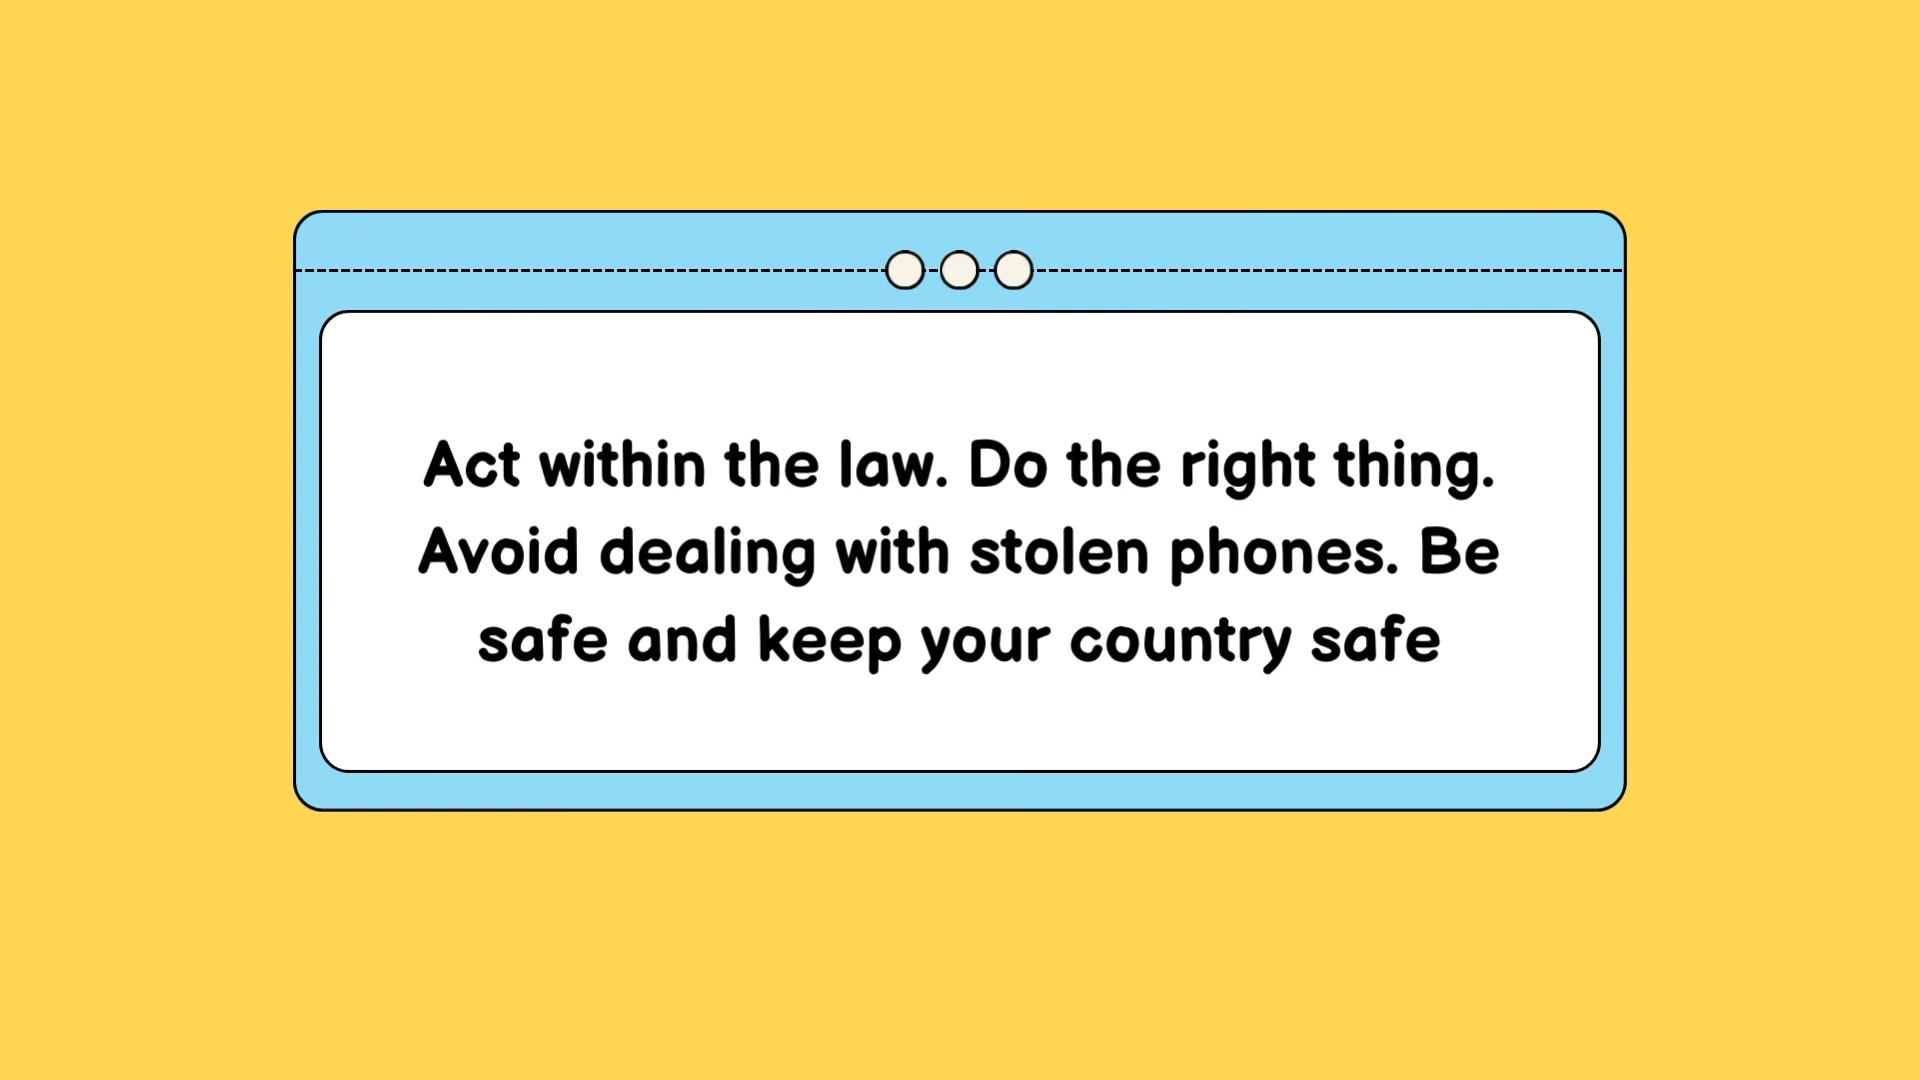 Act within the law. Do the right thing.
Avoid dealing with stolen phones. Be
safe and keep your country safe